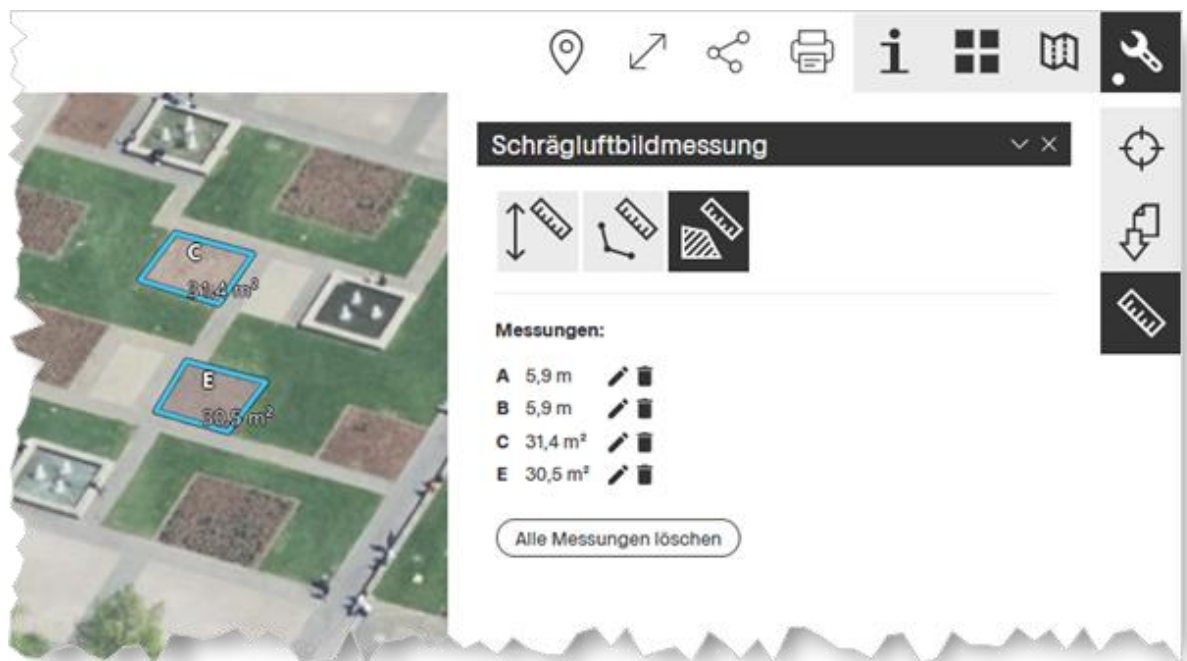 Schrägluftbildmessung
C
31,4 m²
E
30,5 m²
Messungen:
A 5,9 m
B 5,9 m
C 31,4 m²
E 30,5 m²
Alle Messungen löschen